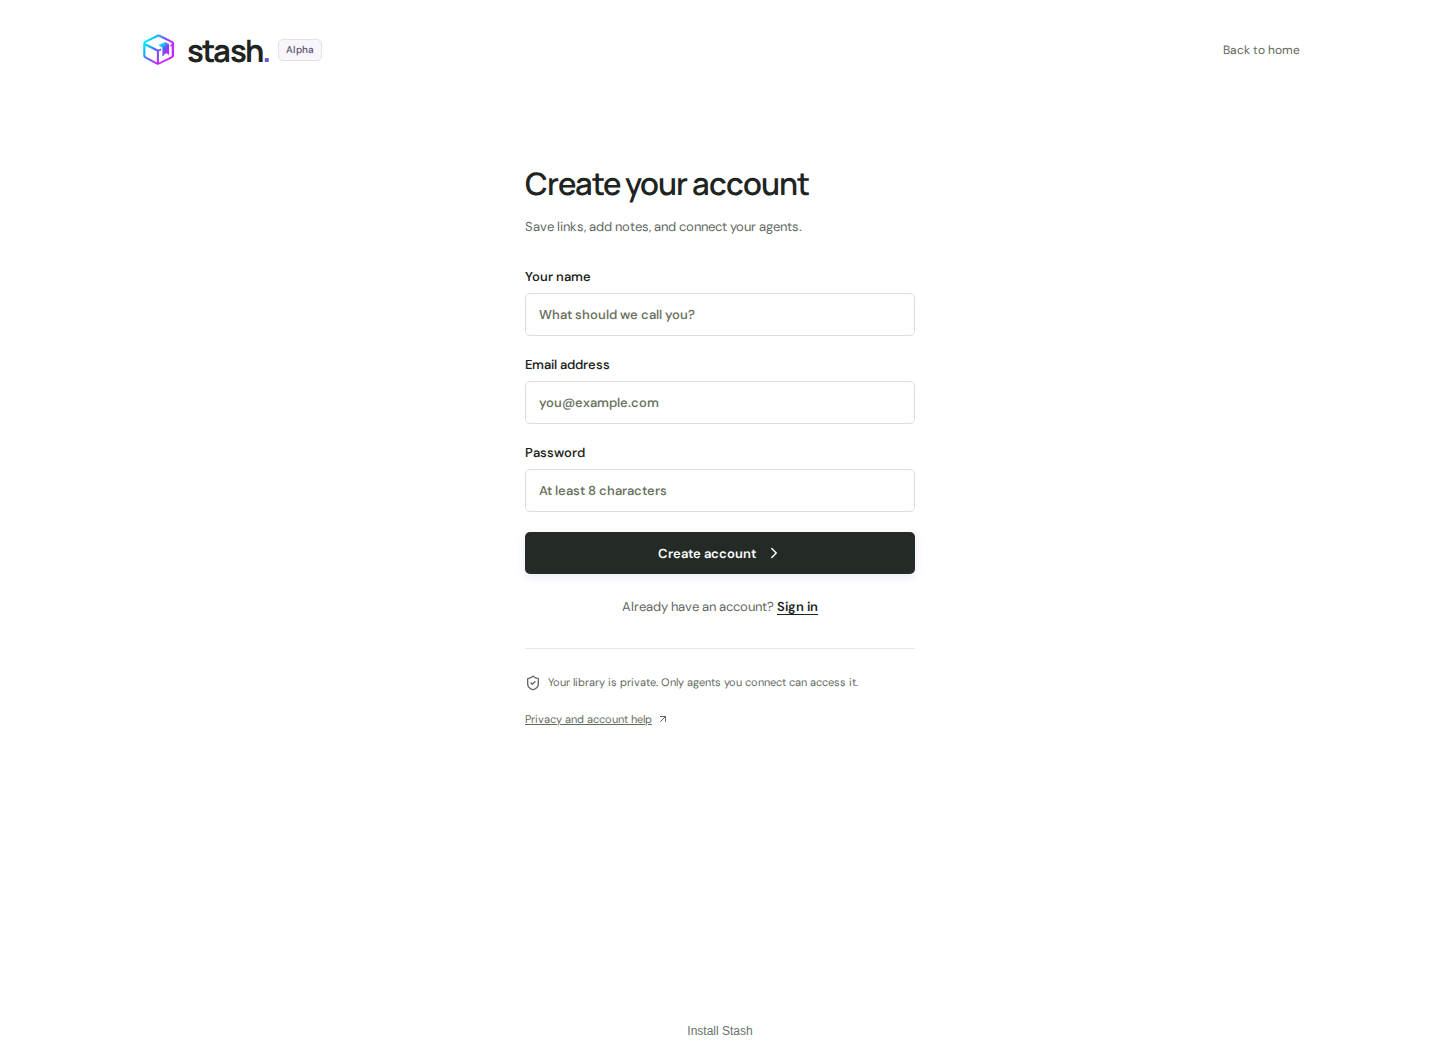 stash. Alpha
Back to home
Create your account
Save links, add notes, and connect your agents.
Your name
What should we call you?
Email address
you@example.com
Password
At least 8 characters
Create account
Already have an account? Sign in
Your library is private. Only agents you connect can access it.
Privacy and account help
Install Stash